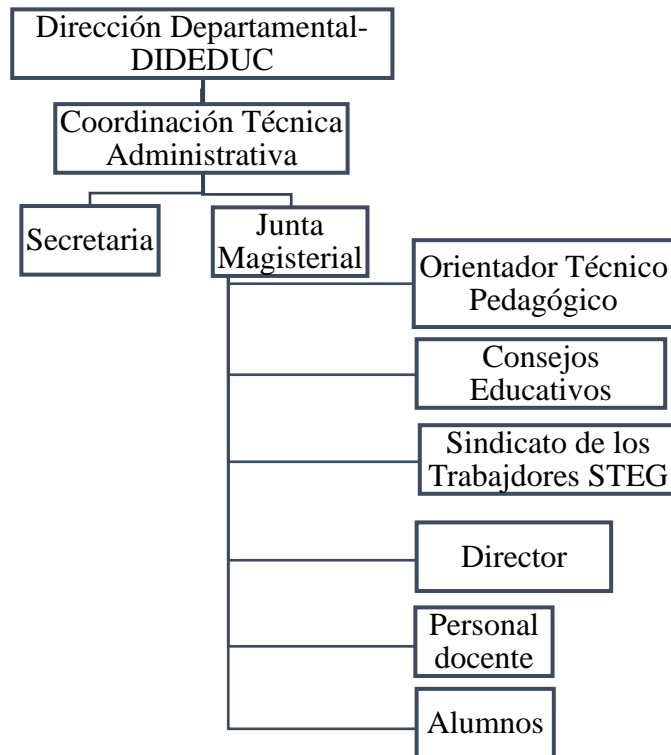 Dirección Departamental-
DIDEDUC
Coordinación Técnica
Administrativa
Secretaria
Junta
Magisterial
Orientador Técnico
Pedagógico
Consejos
Educativos
Sindicato de los
Trabajdores STEG
Director
Personal
docente
Alumnos